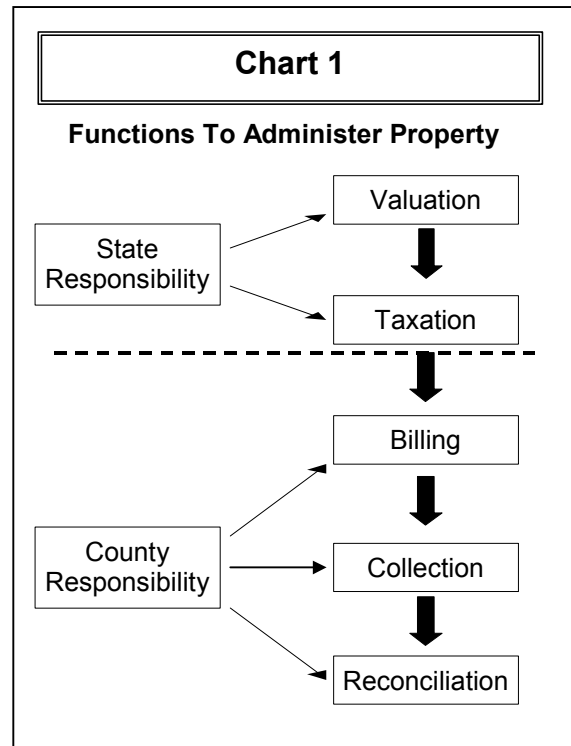 Chart 1
Functions To Administer Property
Valuation
State
Responsibility
Taxation
Billing
County
Responsibility
Collection
Reconciliation